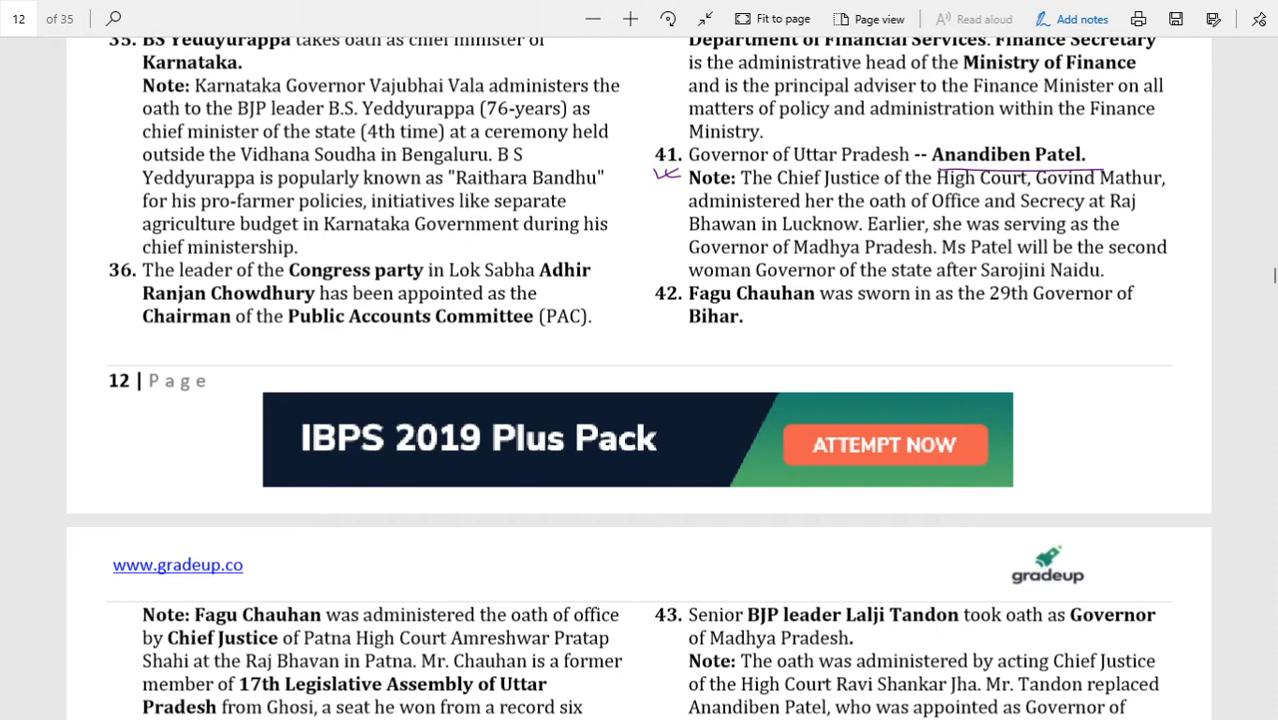 12 of 35 Fit to page Page view Read aloud Add notes
35. BS Yeddyurappa takes oath as chief minister of
Karnataka.
Note: Karnataka Governor Vajubhai Vala administers the
oath to the BJP leader B.S. Yeddyurappa (76-years) as
chief minister of the state (4th time) at a ceremony held
outside the Vidhana Soudha in Bengaluru. B S
Yeddyurappa is popularly known as "Raithara Bandhu"
for his pro-farmer policies, initiatives like separate
agriculture budget in Karnataka Government during his
chief ministership.
36. The leader of the Congress party in Lok Sabha Adhir
Ranjan Chowdhury has been appointed as the
Chairman of the Public Accounts Committee (PAC).
Department of Financial Services. Finance Secretary
is the administrative head of the Ministry of Finance
and is the principal adviser to the Finance Minister on all
matters of policy and administration within the Finance
Ministry.
41. Governor of Uttar Pradesh -- Anandiben Patel.
Note: The Chief Justice of the High Court, Govind Mathur,
administered her the oath of Office and Secrecy at Raj
Bhawan in Lucknow. Earlier, she was serving as the
Governor of Madhya Pradesh. Ms Patel will be the second
woman Governor of the state after Sarojini Naidu.
42. Fagu Chauhan was sworn in as the 29th Governor of
Bihar.
12 | Page
IBPS 2019 Plus Pack
ATTEMPT NOW
www.gradeup.co
gradeup
Note: Fagu Chauhan was administered the oath of office
by Chief Justice of Patna High Court Amreshwar Pratap
Shahi at the Raj Bhavan in Patna. Mr. Chauhan is a former
member of 17th Legislative Assembly of Uttar
Pradesh from Ghosi, a seat he won from a record six
43. Senior BJP leader Lalji Tandon took oath as Governor
of Madhya Pradesh.
Note: The oath was administered by acting Chief Justice
of the High Court Ravi Shankar Jha. Mr. Tandon replaced
Anandiben Patel, who was appointed as Governor of